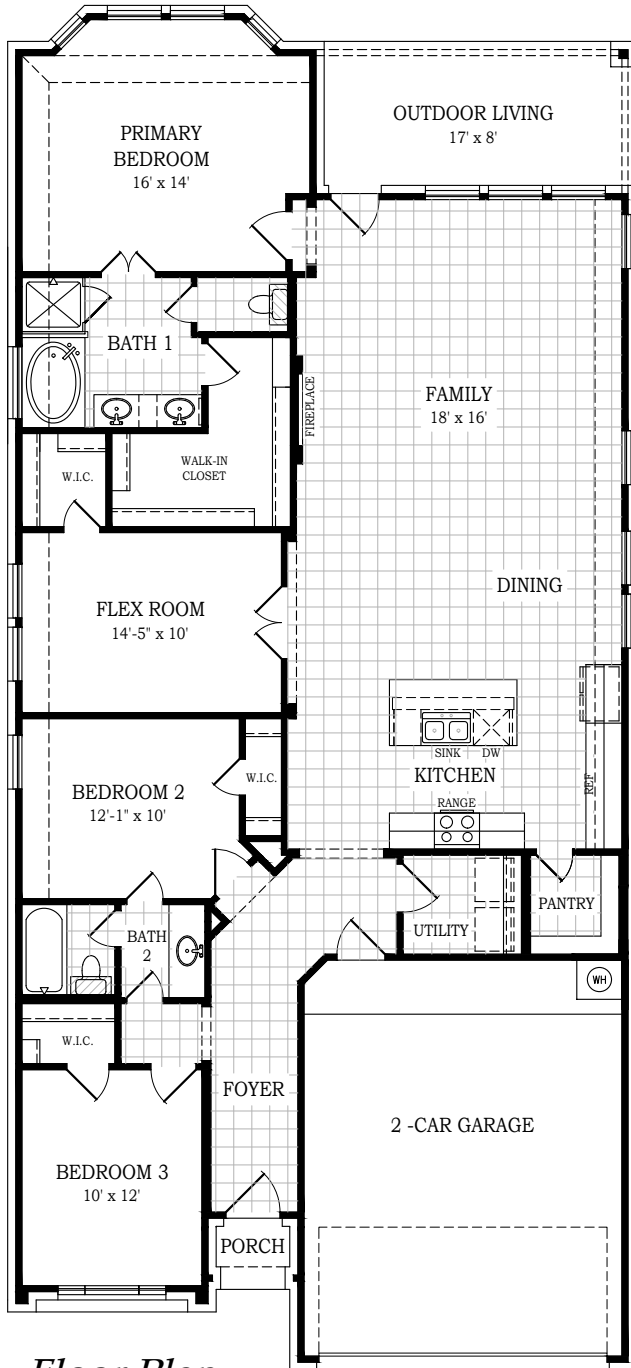 PRIMARY
BEDROOM
16' x 14'
OUTDOOR LIVING
17' x 8'
BATH 1
FAMILY
18' x 16'
FIREPLACE
WALK-IN
CLOSET
W.I.C.
FLEX ROOM
14'-5" x 10'
DINING
SINK DW
KITCHEN
RANGE
REF
BEDROOM 2
12'-1" x 10'
W.I.C.
BATH
2
UTILITY
PANTRY
WH
W.I.C.
FOYER
2 -CAR GARAGE
BEDROOM 3
10' x 12'
PORCH
Floor Plan